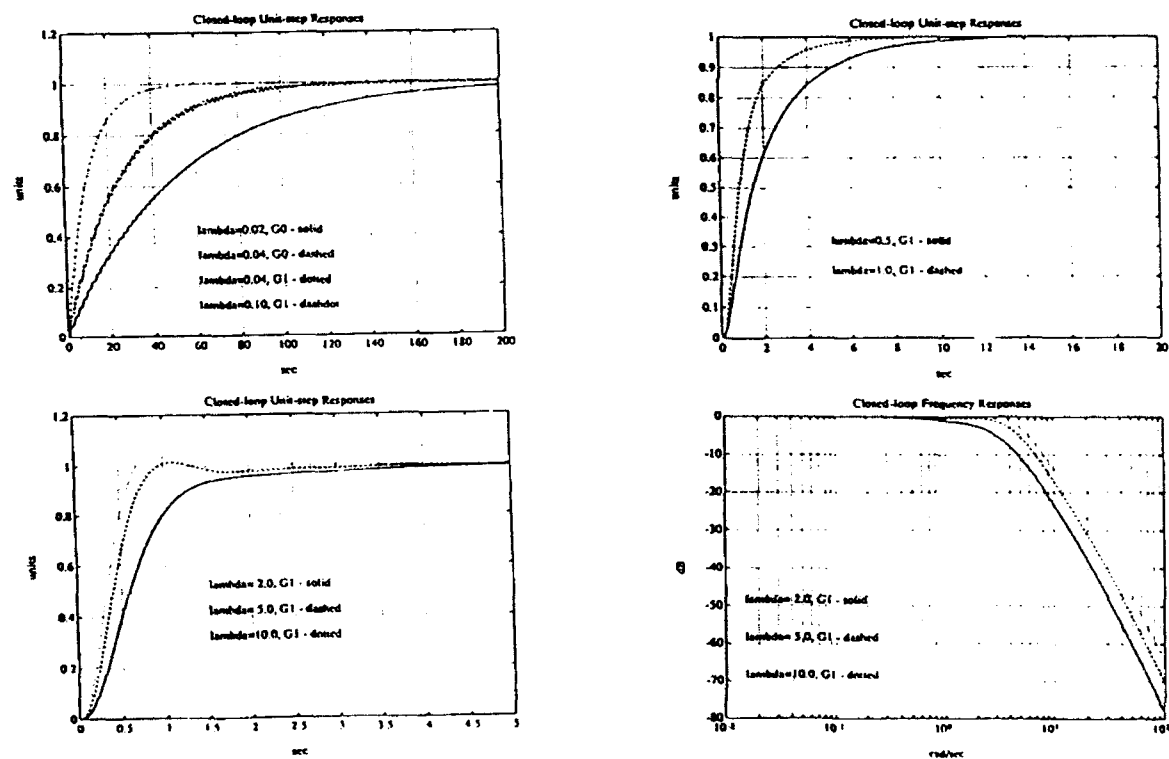 Closed-loop Unit-step Responses
1.2
1
0.8
0.6
0.4
0.2
0
units
lambda=0.02, G0 - solid
lambda=0.04, G0 - dashed
lambda=0.04, G1 - dotted
lambda=0.10, G1 - dashdot
0 20 40 60 80 100 120 140 160 180 200
sec
Closed-loop Unit-step Responses
1
0.9
0.8
0.7
0.6
0.5
0.4
0.3
0.2
0.1
0
units
lambda=0.5, G1 - solid
lambda=1.0, G1 - dashed
0 2 4 6 8 10 12 14 16 18 20
sec
Closed-loop Unit-step Responses
1.2
1
0.8
0.6
0.4
0.2
0
units
lambda= 2.0, G1 - solid
lambda= 5.0, G1 - dashed
lambda=10.0, G1 - dotted
0 0.5 1 1.5 2 2.5 3 3.5 4 4.5 5
sec
Closed-loop Frequency Responses
0
-10
-20
-30
-40
-50
-60
-70
-80
dB
lambda= 2.0, G1 - solid
lambda= 5.0, G1 - dashed
lambda=10.0, G1 - dotted
10⁰ 10¹
rad/sec